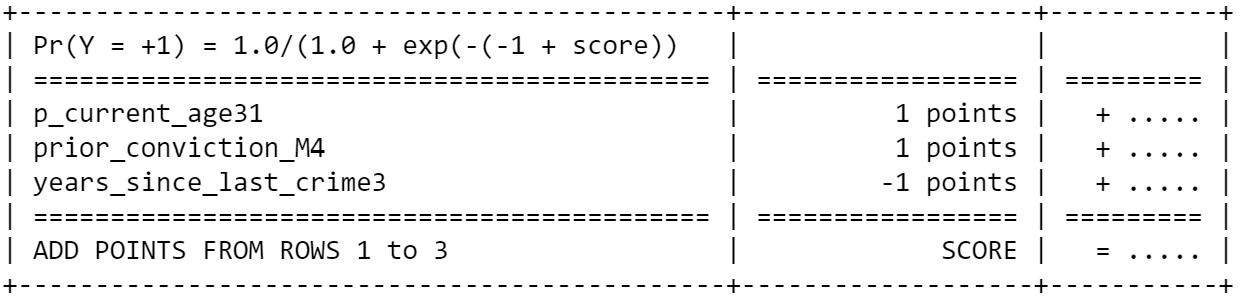 +----------------------------------------------+-------------------+-----------+
| Pr(Y = +1) = 1.0/(1.0 + exp(-(-1 + score))   |                   |           |
| ============================================ | ================= | ========= |
| p_current_age31                              |          1 points |   + ..... |
| prior_conviction_M4                          |          1 points |   + ..... |
| years_since_last_crime3                      |         -1 points |   + ..... |
| ============================================ | ================= | ========= |
| ADD POINTS FROM ROWS 1 to 3                  |             SCORE |   = ..... |
+----------------------------------------------+-------------------+-----------+